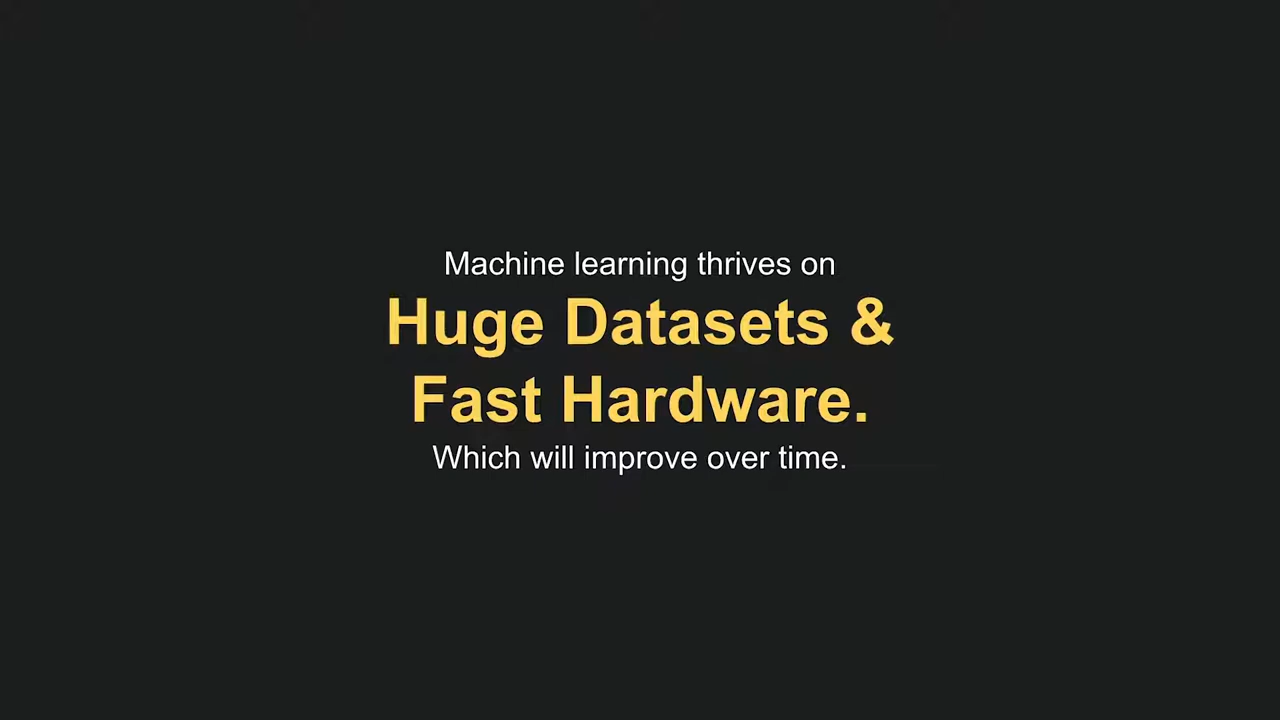 Machine learning thrives on
Huge Datasets &
Fast Hardware.
Which will improve over time.